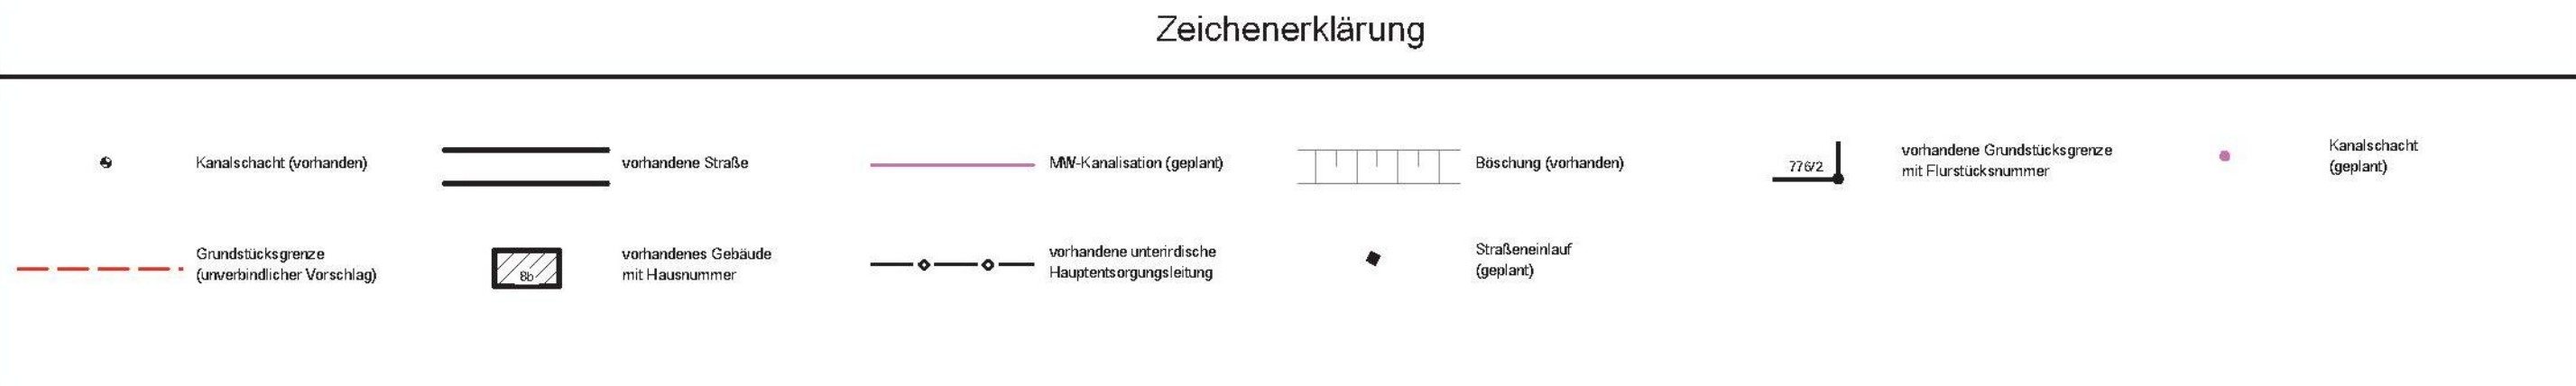 Zeichenerklärung
Kanalschacht (vorhanden)
vorhandene Straße
MW-Kanalisation (geplant)
Böschung (vorhanden)
776/2
vorhandene Grundstücksgrenze
mit Flurstücksnummer
Kanalschacht
(geplant)
Grundstücksgrenze
(unverbindlicher Vorschlag)
8b
vorhandenes Gebäude
mit Hausnummer
vorhandene unterirdische
Hauptentsorgungsleitung
Straßeneinlauf
(geplant)